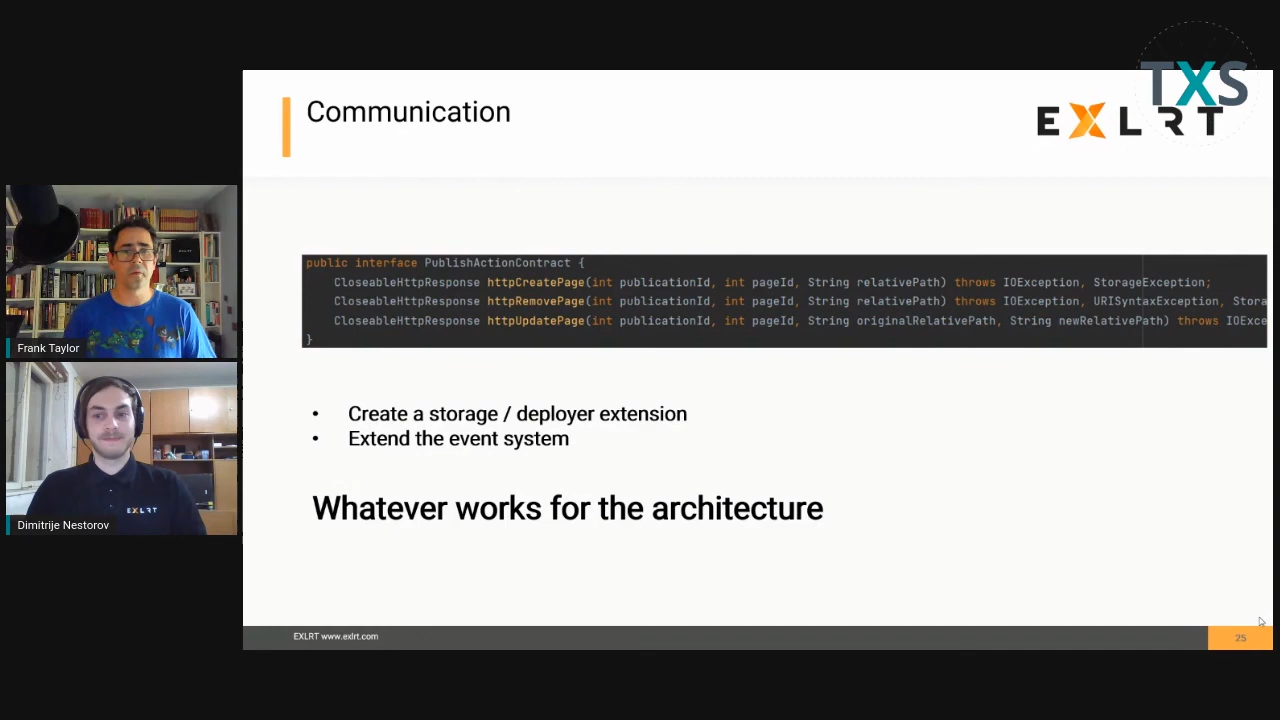 TXS
Communication
EXLRT
public interface PublishActionContract {
CloseableHttpResponse httpCreatePage(int publicationId, int pageId, String relativePath) throws IOException, StorageException;
CloseableHttpResponse httpRemovePage(int publicationId, int pageId, String relativePath) throws IOException, URISyntaxException, Stora
CloseableHttpResponse httpUpdatePage(int publicationId, int pageId, String originalRelativePath, String newRelativePath) throws IOExce
}
Frank Taylor
• Create a storage / deployer extension
• Extend the event system
Whatever works for the architecture
EXLRT
Dimitrije Nestorov
EXLRT www.exlrt.com
25